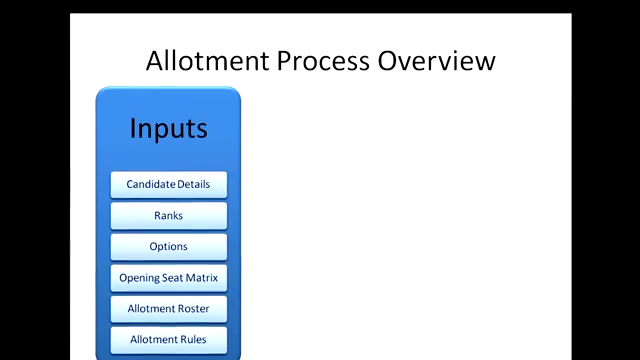 Allotment Process Overview
Inputs
Candidate Details
Ranks
Options
Opening Seat Matrix
Allotment Roster
Allotment Rules